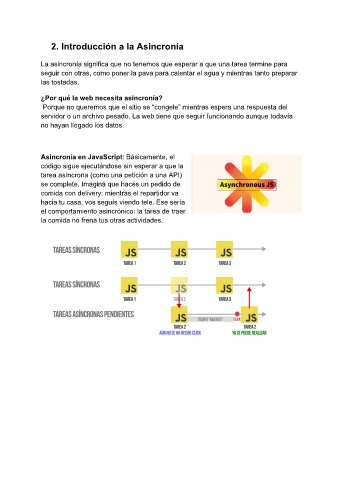 2. Introducción a la Asincronía
La asincronía significa que no tenemos que esperar a que una tarea termine para
seguir con otras, como poner la pava para calentar el agua y mientras tanto preparar
las tostadas.
¿Por qué la web necesita asincronía?
Porque no queremos que el sitio se “congele” mientras espera una respuesta del
servidor o un archivo pesado. La web tiene que seguir funcionando aunque todavía
no hayan llegado los datos.
Asincronía en JavaScript: Básicamente, el
código sigue ejecutándose sin esperar a que la
tarea asíncrona (como una petición a una API)
se complete. Imaginá que hacés un pedido de
comida con delivery: mientras el repartidor va
hacia tu casa, vos seguís viendo tele. Ese sería
el comportamiento asincrónico: la tarea de traer
la comida no frena tus otras actividades.
Asynchronous JS
TAREAS SÍNCRONAS
JS JS JS
TAREA 1 TAREA 2 TAREA 3
TAREAS SÍNCRONAS
JS JS JS
TAREA 1 TAREA 2 TAREA 3
TAREAS ASÍNCRONAS PENDIENTES
JS CLICK JS
TAREA 2 TAREA 2
AÚN NO SE HA HECHO CLICK YA SE PUEDE REALIZAR